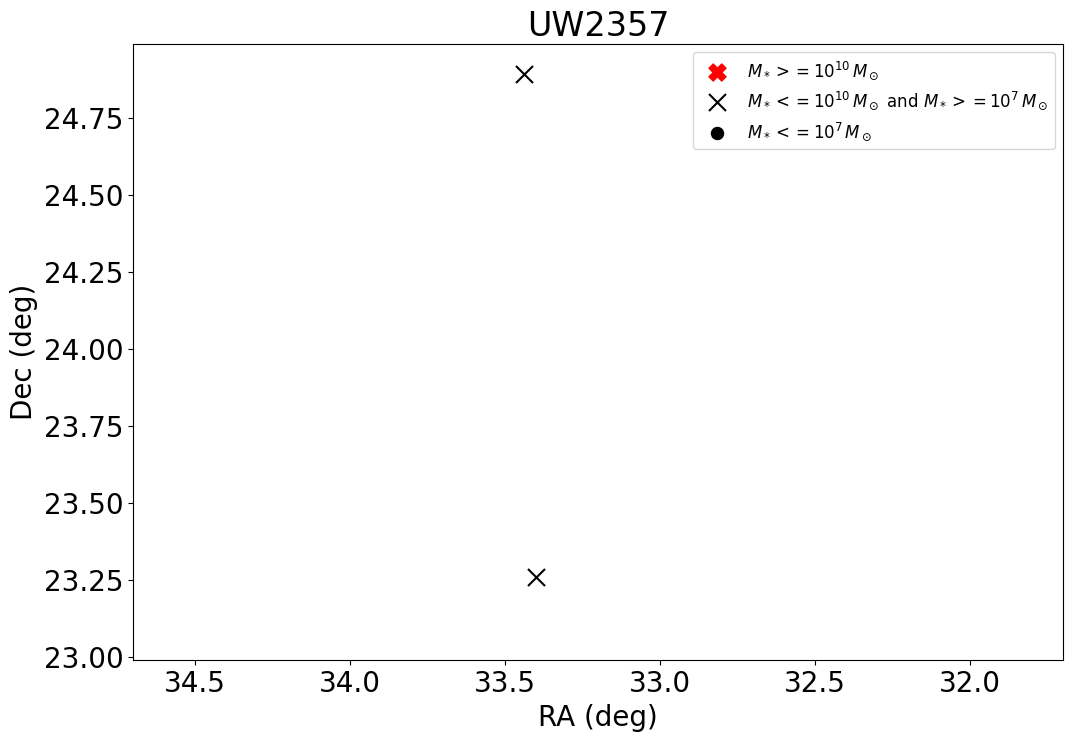 UW2357
M* >= 10^10 M⊙
M* <= 10^10 M⊙ and M* >= 10^7 M⊙
M* <= 10^7 M⊙
24.75
24.50
24.25
24.00
23.75
23.50
23.25
23.00
Dec (deg)
34.5 34.0 33.5 33.0 32.5 32.0
RA (deg)